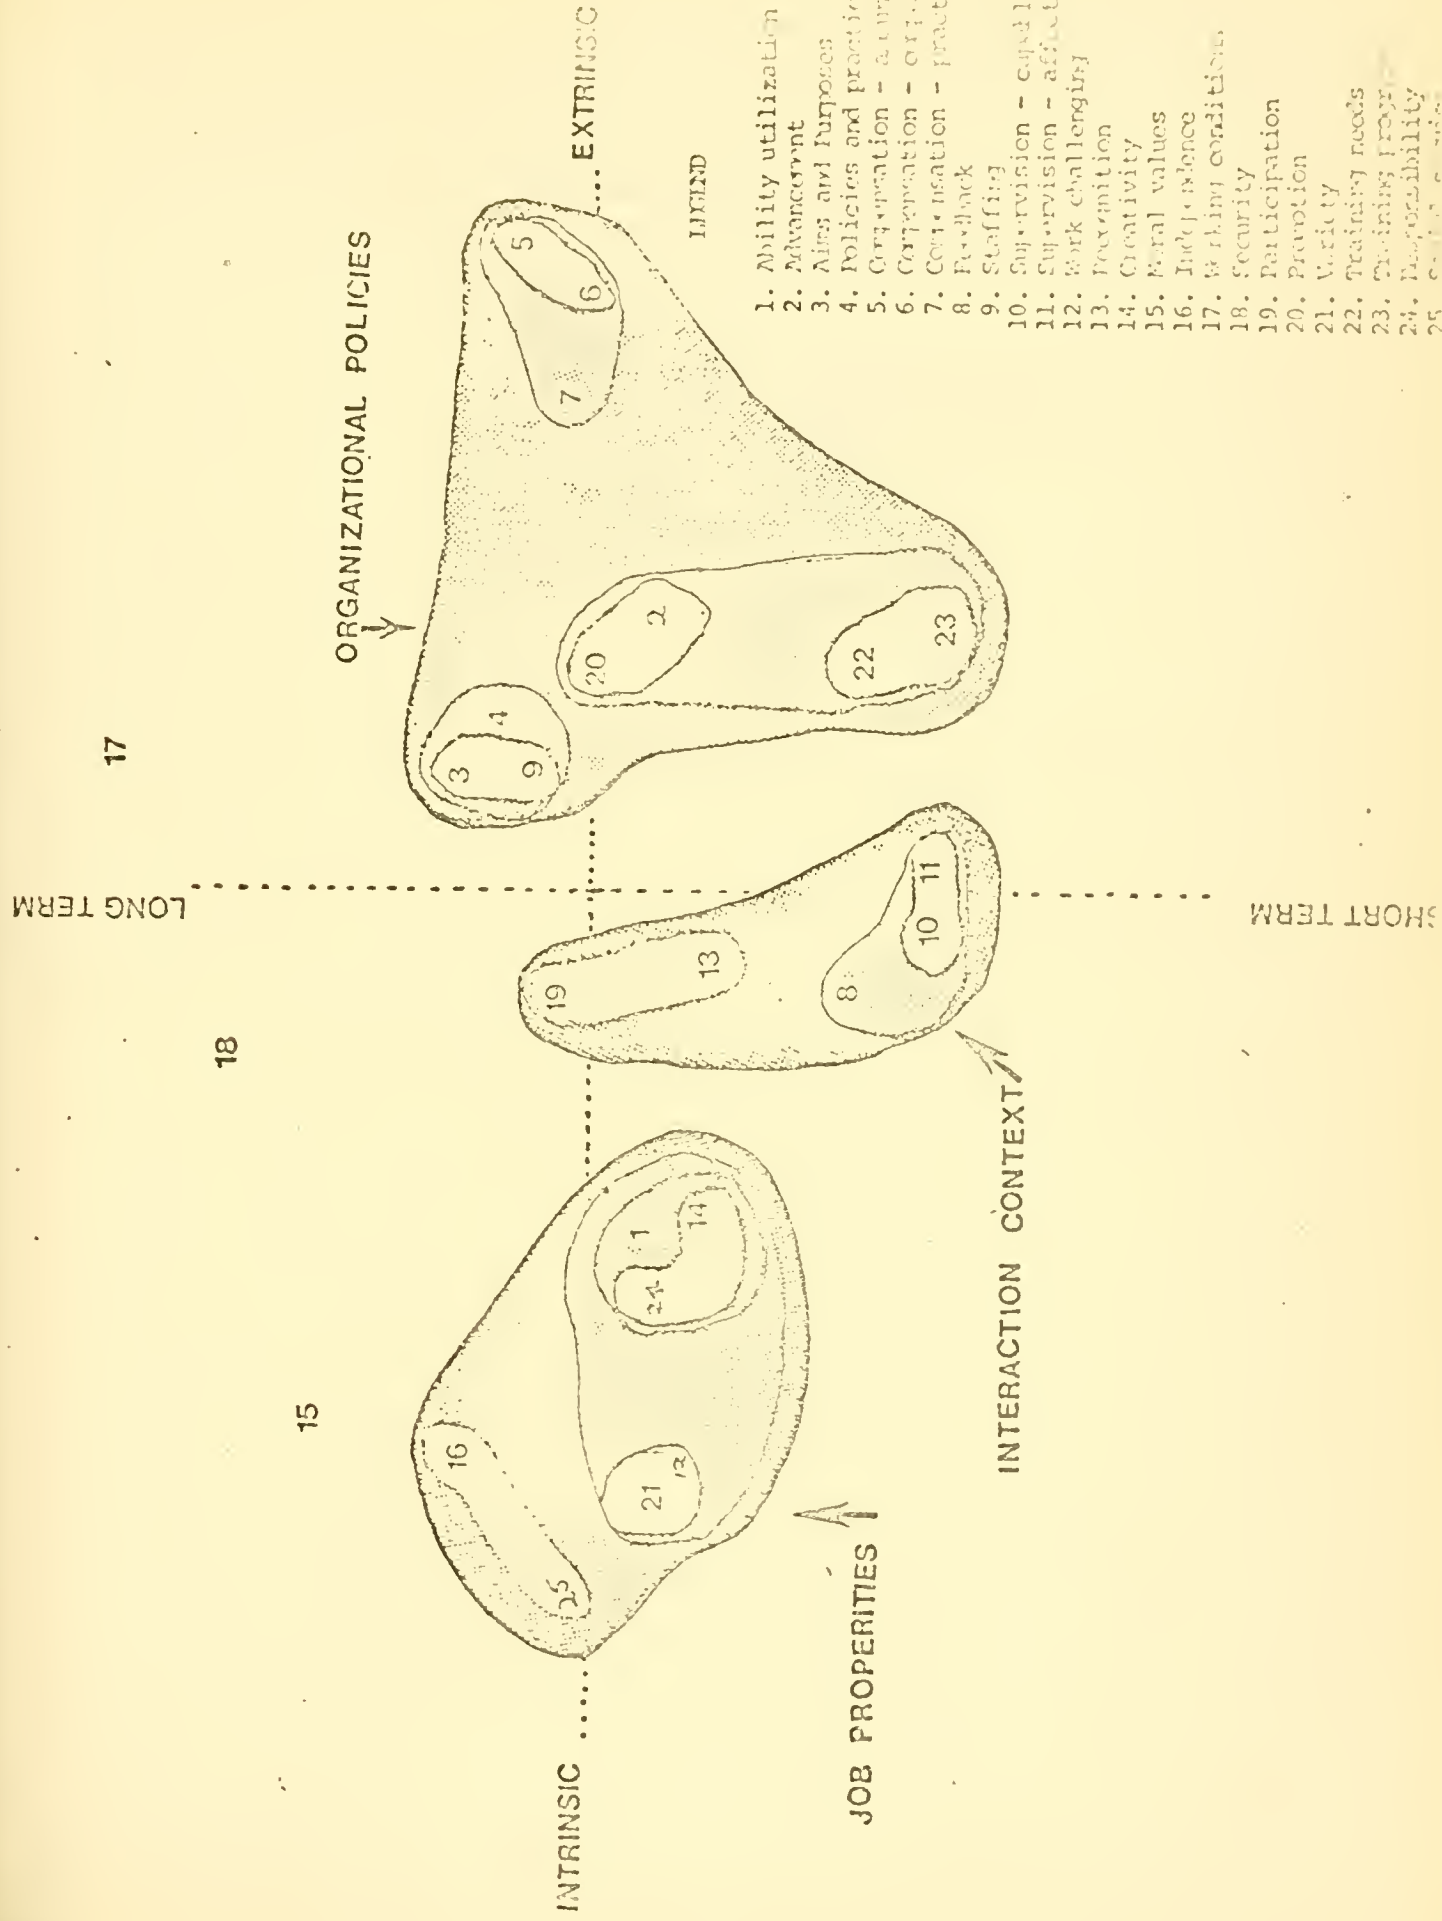 ORGANIZATIONAL POLICIES
LONG TERM
17
18
15
3
4
9
5
6
7
20
2
22
23
19
13
8
10
11
16
25
1
14
24
21
12
INTRINSIC
EXTRINSIC
SHORT TERM
JOB PROPERITIES
INTERACTION CONTEXT
LEGEND
1. Ability utilization
2. Advancement
3. Aims and Purposes
4. Policies and
5. Compensation -
6. Compensation -
7. Compensation -
8. Feedback
9. Staffing
10. Supervision -
11. Supervision -
12. Work challenging
13. Recognition
14. Creativity
15. Moral values
16. Independence
17. Working conditions
18. Security
19. Participation
20. Promotion
21. Variety
22. Training needs
23. Training
24. Responsibility
25.